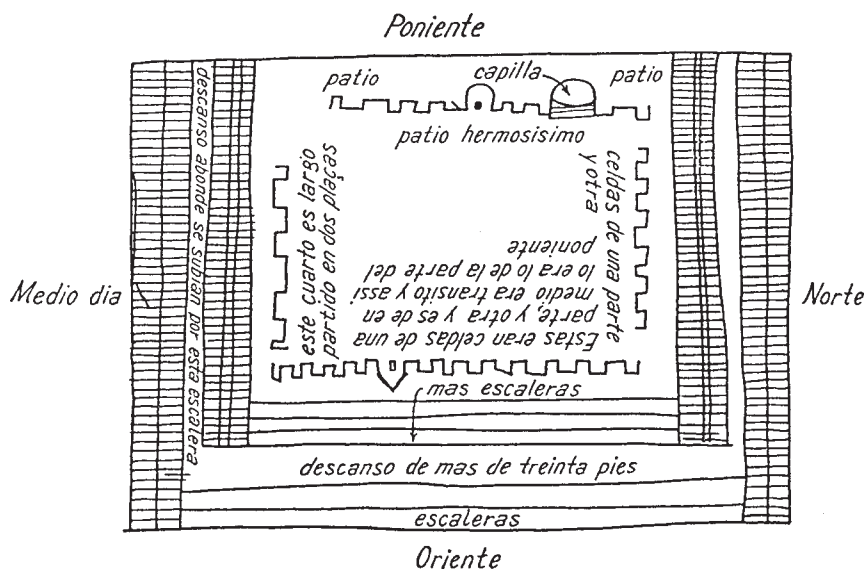 Poniente
patio
capilla
patio
patio hermosisimo
descanso abonde se subian por esta escalera
este cuarto es largo
partido en dos plaças
celdas de una parte
y otra
Estas eran celdas de una
parte, y otra y es de en
medio era transito y assi
lo era lo de la parte del
poniente
Medio dia
Norte
mas escaleras
descanso de mas de treinta pies
escaleras
Oriente